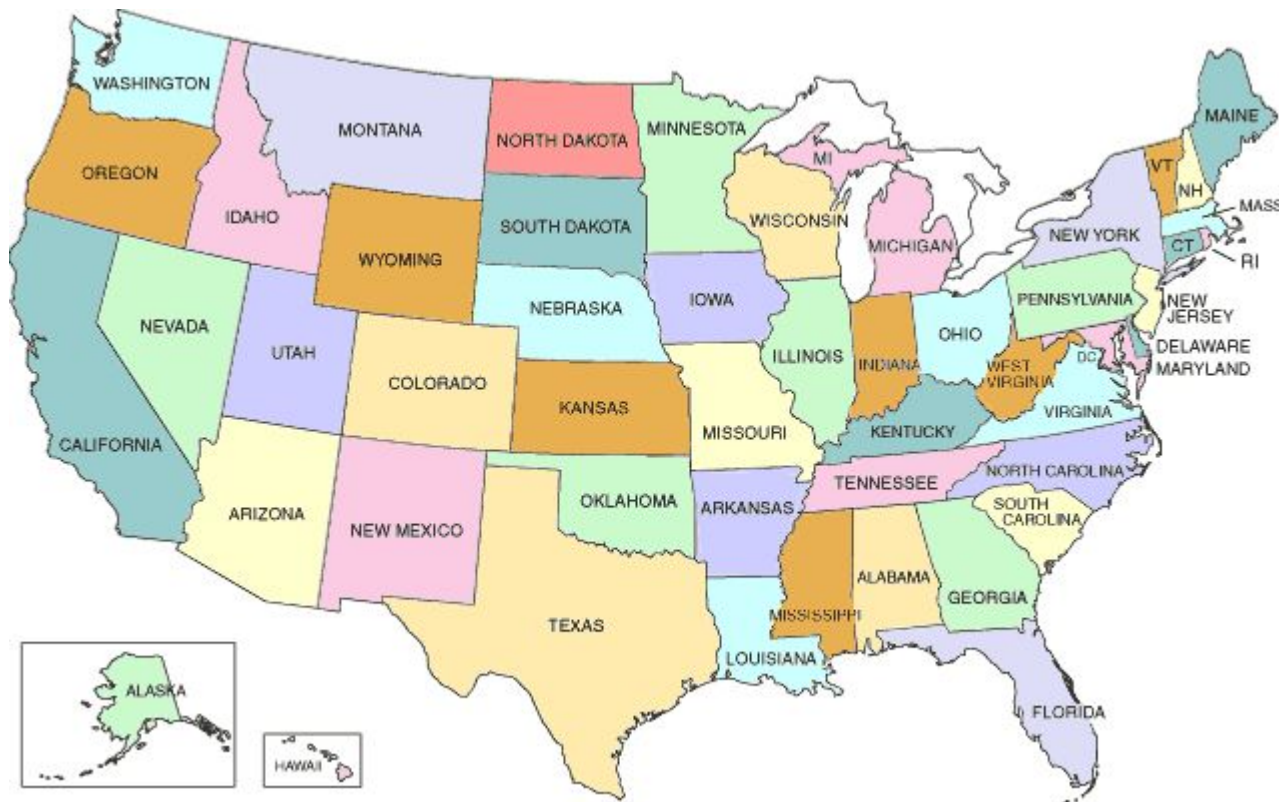 WASHINGTON
MONTANA
NORTH DAKOTA
MINNESOTA
MAINE
OREGON
IDAHO
MI
VT
NH
MASS
WYOMING
SOUTH DAKOTA
WISCONSIN
MICHIGAN
NEW YORK
CT
RI
NEVADA
UTAH
NEBRASKA
IOWA
ILLINOIS
INDIANA
OHIO
PENNSYLVANIA
NEW
JERSEY
DELAWARE
MARYLAND
DC
WEST
VIRGINIA
VIRGINIA
CALIFORNIA
COLORADO
KANSAS
MISSOURI
KENTUCKY
ARIZONA
NEW MEXICO
OKLAHOMA
ARKANSAS
TENNESSEE
NORTH CAROLINA
SOUTH
CAROLINA
TEXAS
LOUISIANA
MISSISSIPPI
ALABAMA
GEORGIA
FLORIDA
ALASKA
HAWAII